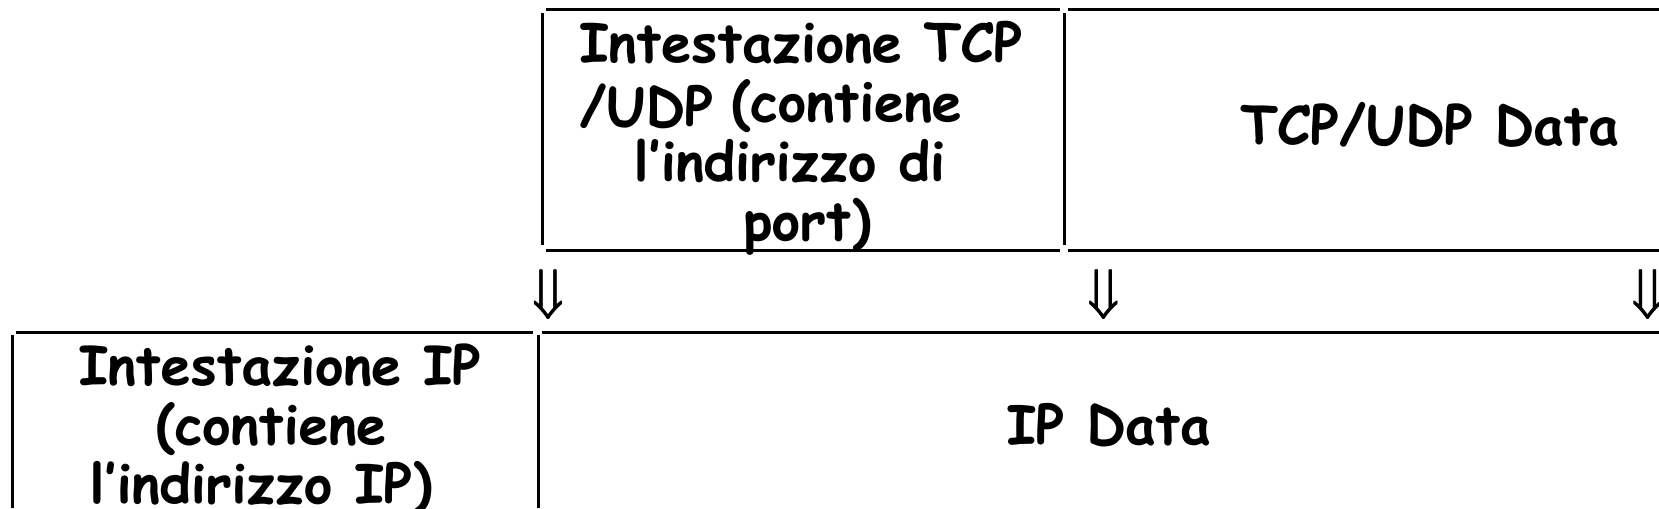 Intestazione TCP
/UDP (contiene
l'indirizzo di
port)
TCP/UDP Data
⇓ ⇓ ⇓
Intestazione IP
(contiene
l'indirizzo IP)
IP Data